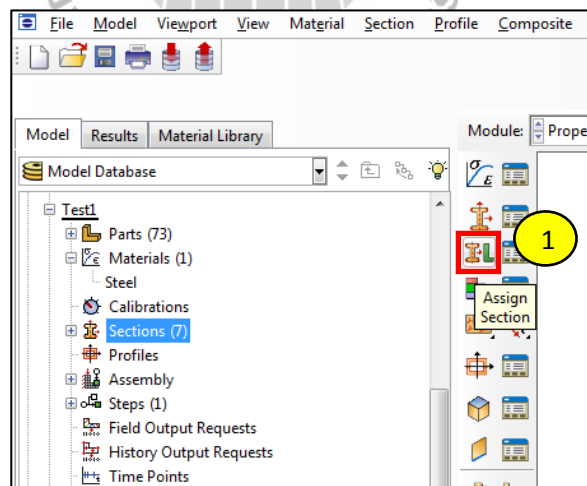 File Model Viewport View Material Section Profile Composite
Model Results Material Library
Module: Prope
Model Database
σ ε
Test1
Parts (73)
Materials (1)
Steel
Calibrations
Sections (7)
Profiles
Assembly
Steps (1)
Field Output Requests
History Output Requests
Time Points
1
Assign
Section